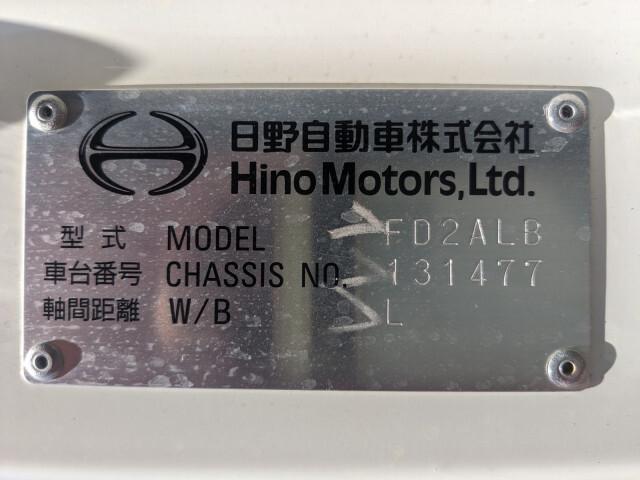 日野自動車株式会社
Hino Motors, Ltd.
型式 MODEL FD2ALB
車台番号 CHASSIS NO. 131477
軸間距離 W/B L